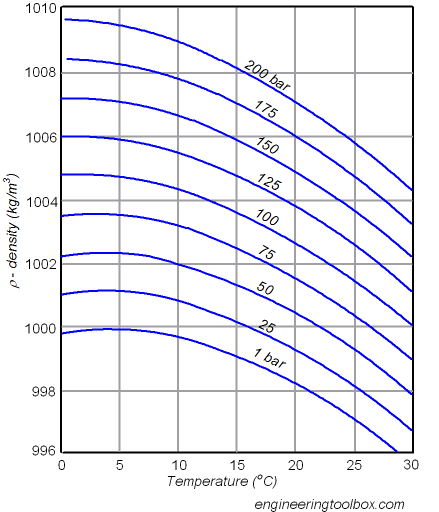 1010
1008
1006
1004
1002
1000
998
996
ρ - density (kg/m³)
200 bar
175
150
125
100
75
50
25
1 bar
0 5 10 15 20 25 30
Temperature (°C)
engineeringtoolbox.com